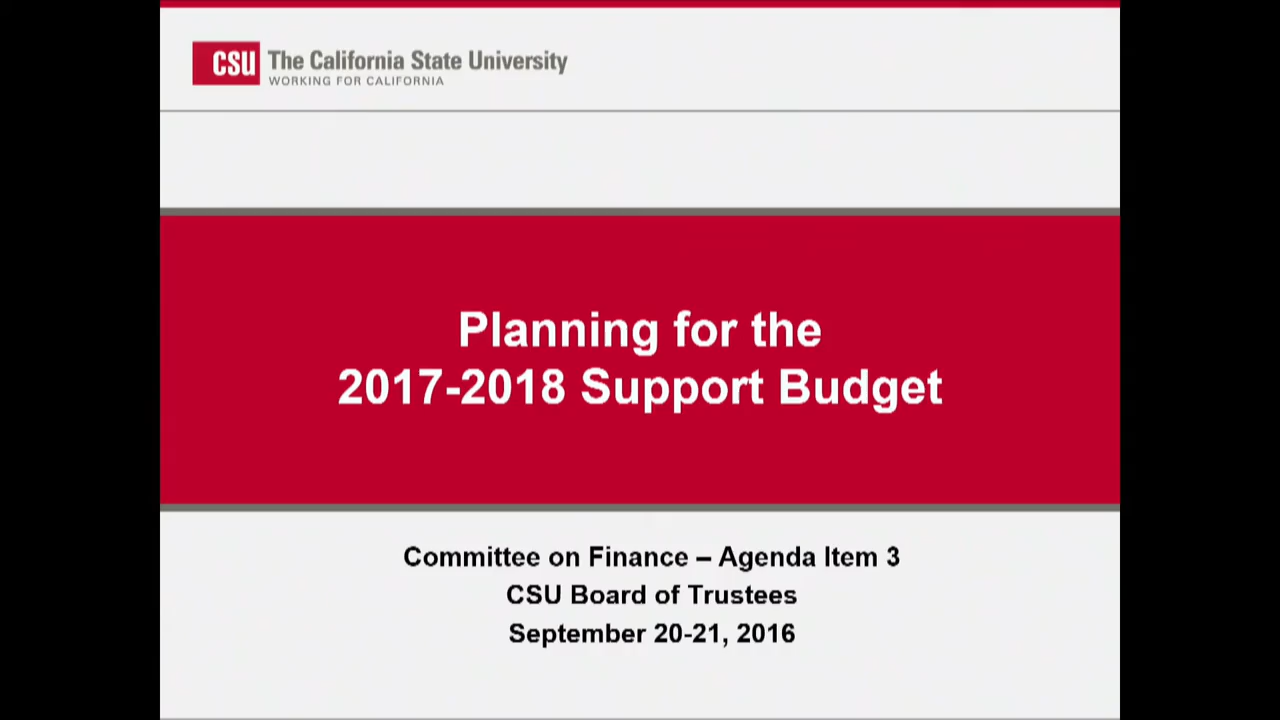 CSU The California State University
WORKING FOR CALIFORNIA
Planning for the
2017-2018 Support Budget
Committee on Finance – Agenda Item 3
CSU Board of Trustees
September 20-21, 2016